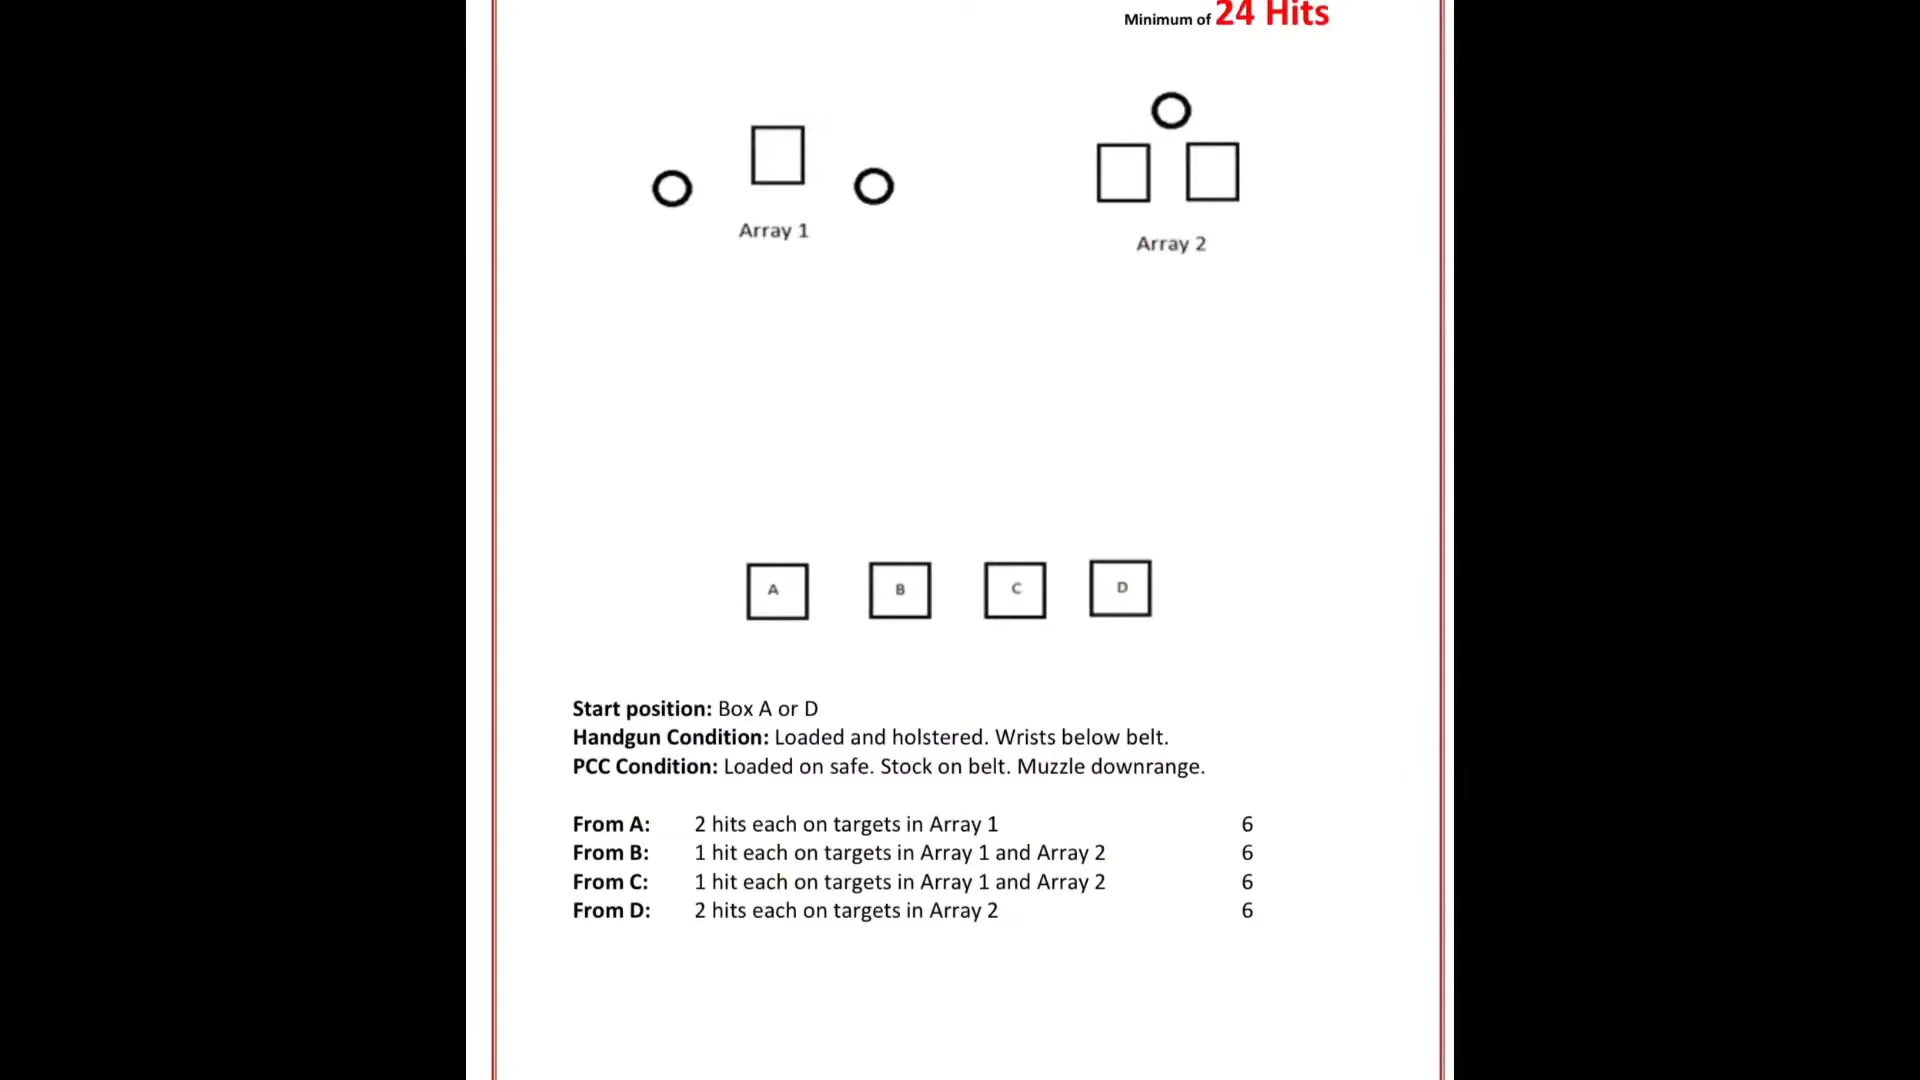 Minimum of 24 Hits
Array 1
Array 2
A B C D
Start position: Box A or D
Handgun Condition: Loaded and holstered. Wrists below belt.
PCC Condition: Loaded on safe. Stock on belt. Muzzle downrange.
From A: 2 hits each on targets in Array 1 6
From B: 1 hit each on targets in Array 1 and Array 2 6
From C: 1 hit each on targets in Array 1 and Array 2 6
From D: 2 hits each on targets in Array 2 6